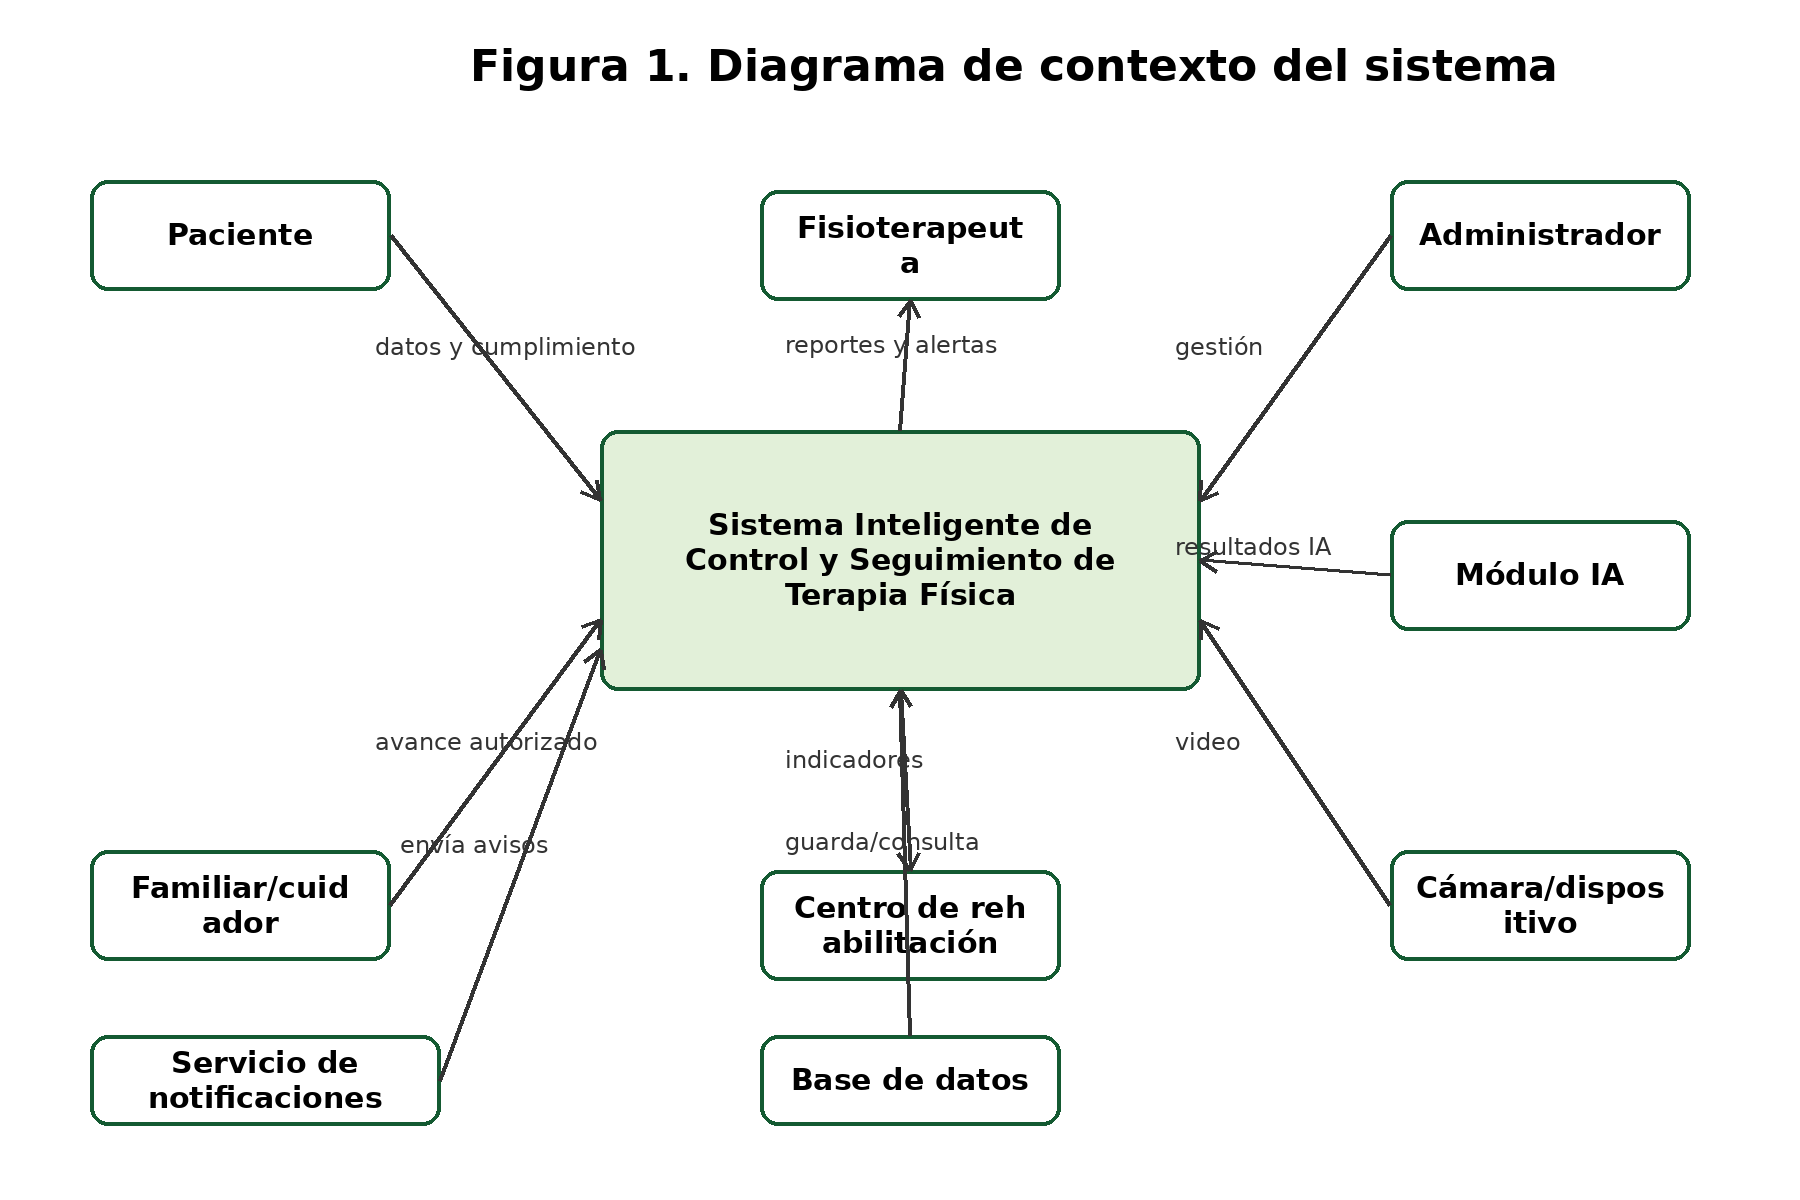 Figura 1. Diagrama de contexto del sistema
Paciente
Fisioterapeut
a
Administrador
datos y cumplimiento
reportes y alertas
gestión
Sistema Inteligente de
Control y Seguimiento de
Terapia Física
resultados IA
Módulo IA
avance autorizado
indicadores
video
envía avisos
guarda/consulta
Familiar/cuid
ador
Centro de reh
abilitación
Cámara/dispos
itivo
Servicio de
notificaciones
Base de datos